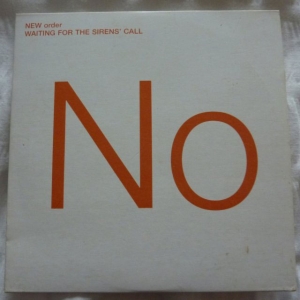 NEW order
WAITING FOR THE SIRENS' CALL
No